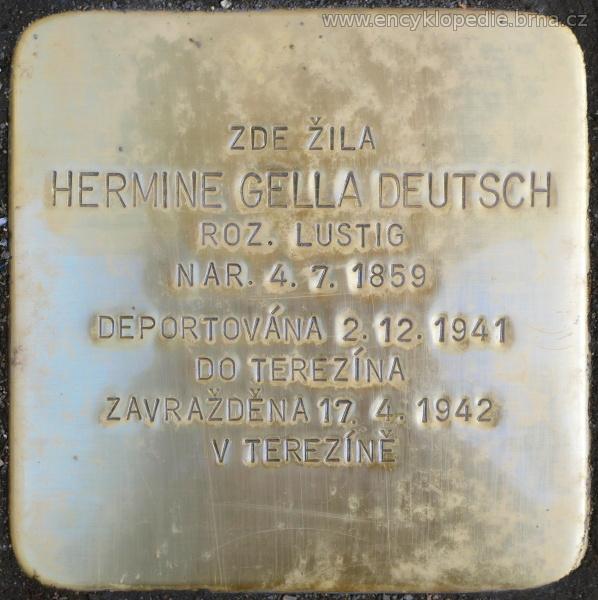 www.encyklopedie.brna.cz
ZDE ŽILA
HERMINE GELLA DEUTSCH
ROZ. LUSTIG
NAR. 4. 7. 1859
DEPORTOVÁNA 2. 12. 1941
DO TEREZÍNA
ZAVRAŽDĚNA 17. 4. 1942
V TEREZÍNĚ